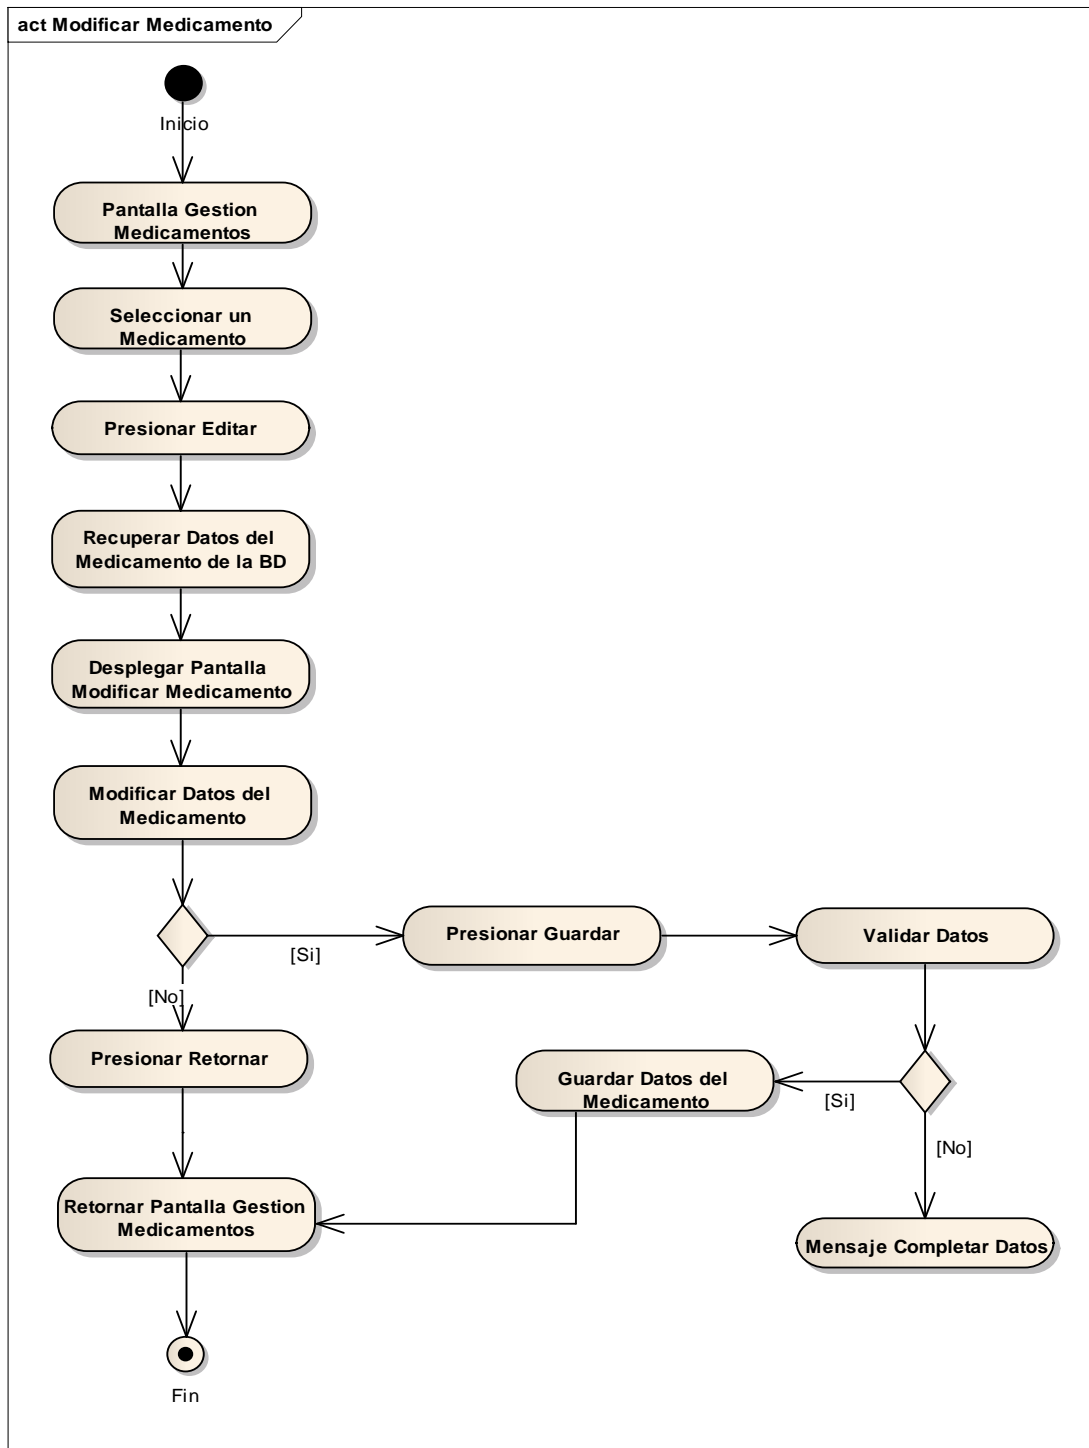 act Modificar Medicamento
Inicio
Pantalla Gestion
Medicamentos
Seleccionar un
Medicamento
Presionar Editar
Recuperar Datos del
Medicamento de la BD
Desplegar Pantalla
Modificar Medicamento
Modificar Datos del
Medicamento
Presionar Guardar
Validar Datos
[Si]
[No]
Presionar Retornar
Guardar Datos del
Medicamento
[Si]
[No]
Retornar Pantalla Gestion
Medicamentos
Mensaje Completar Datos
Fin